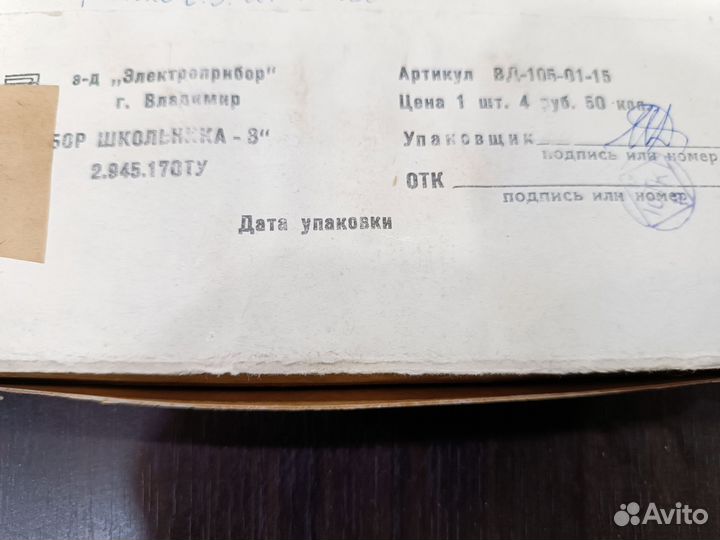 з-д „Электроприбор"
г. Владимир
БОР ШКОЛЬНИКА - 3"
2.945.170ТУ
Артикул ВЛ-105-01-15
Цена 1 шт. 4 руб. 50 коп.
Упаковщик
подпись или номер
ОТК
подпись или номер
Дата упаковки
Avito